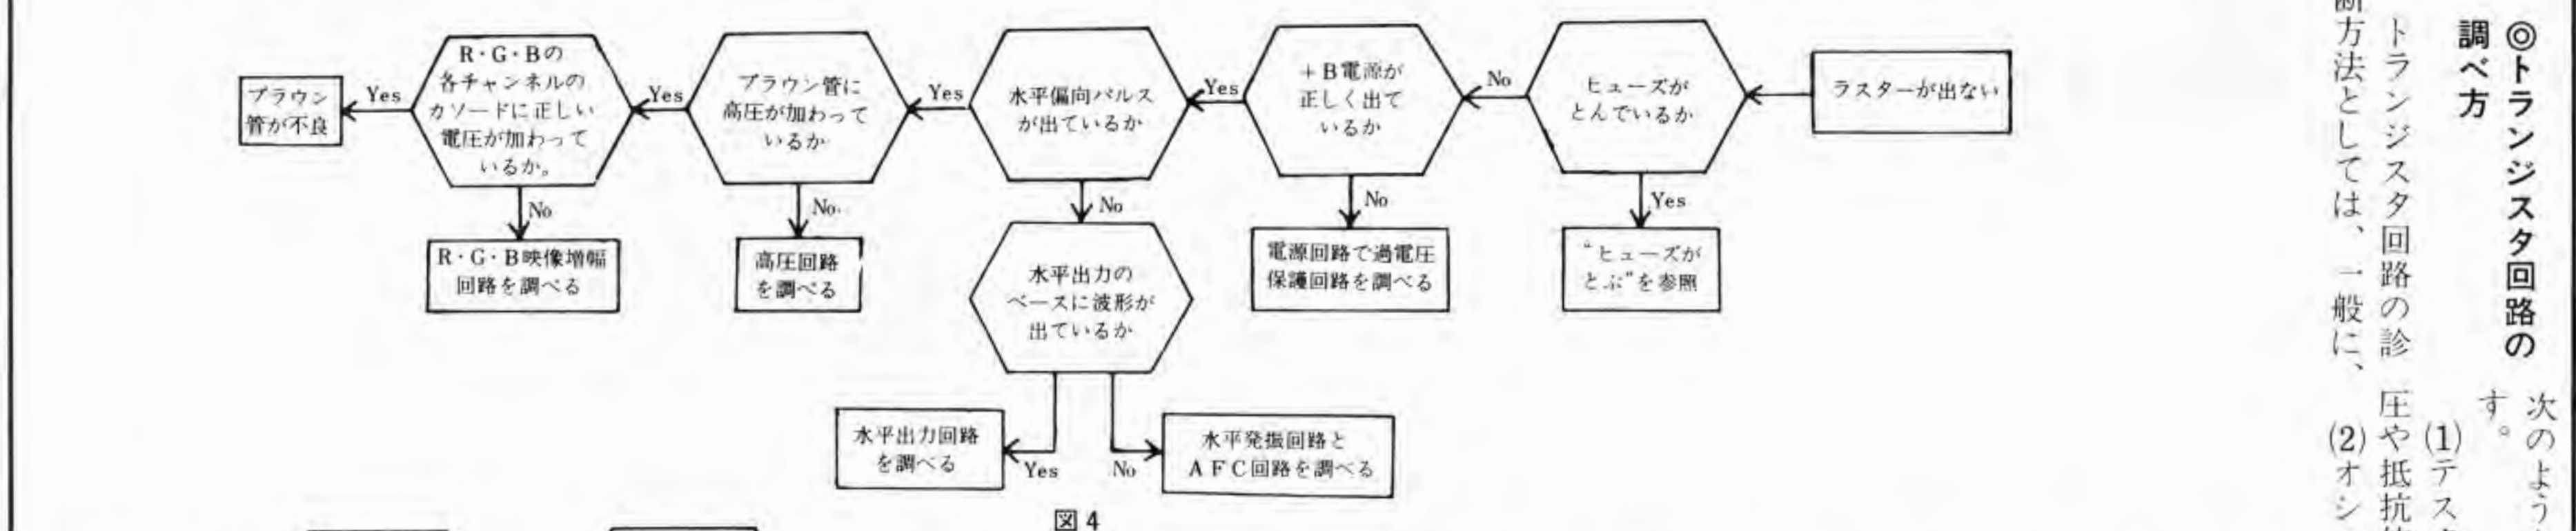 ◎トランジスタ回路の
調べ方
トランジスタ回路の診
断方法としては、一般に、
次のよう
す。
(1)テス
圧や抵抗
(2)オシ
ラスターが出ない
ヒューズが
とんでいるか
Yes
“ヒューズが
とぶ”を参照
No
+B電源が
正しく出て
いるか
No
電源回路で過電圧
保護回路を調べる
Yes
水平偏向パルス
が出ているか
No
水平出力の
ベースに波形が
出ているか
Yes
水平出力回路
を調べる
No
水平発振回路と
AFC回路を調べる
Yes
ブラウン管に
高圧が加わって
いるか
No.
高圧回路
を調べる
Yes
R・G・Bの
各チャンネルの
カソードに正しい
電圧が加わって
いるか。
No
R・G・B映像増幅
回路を調べる
Yes
ブラウン
管が不良
図4